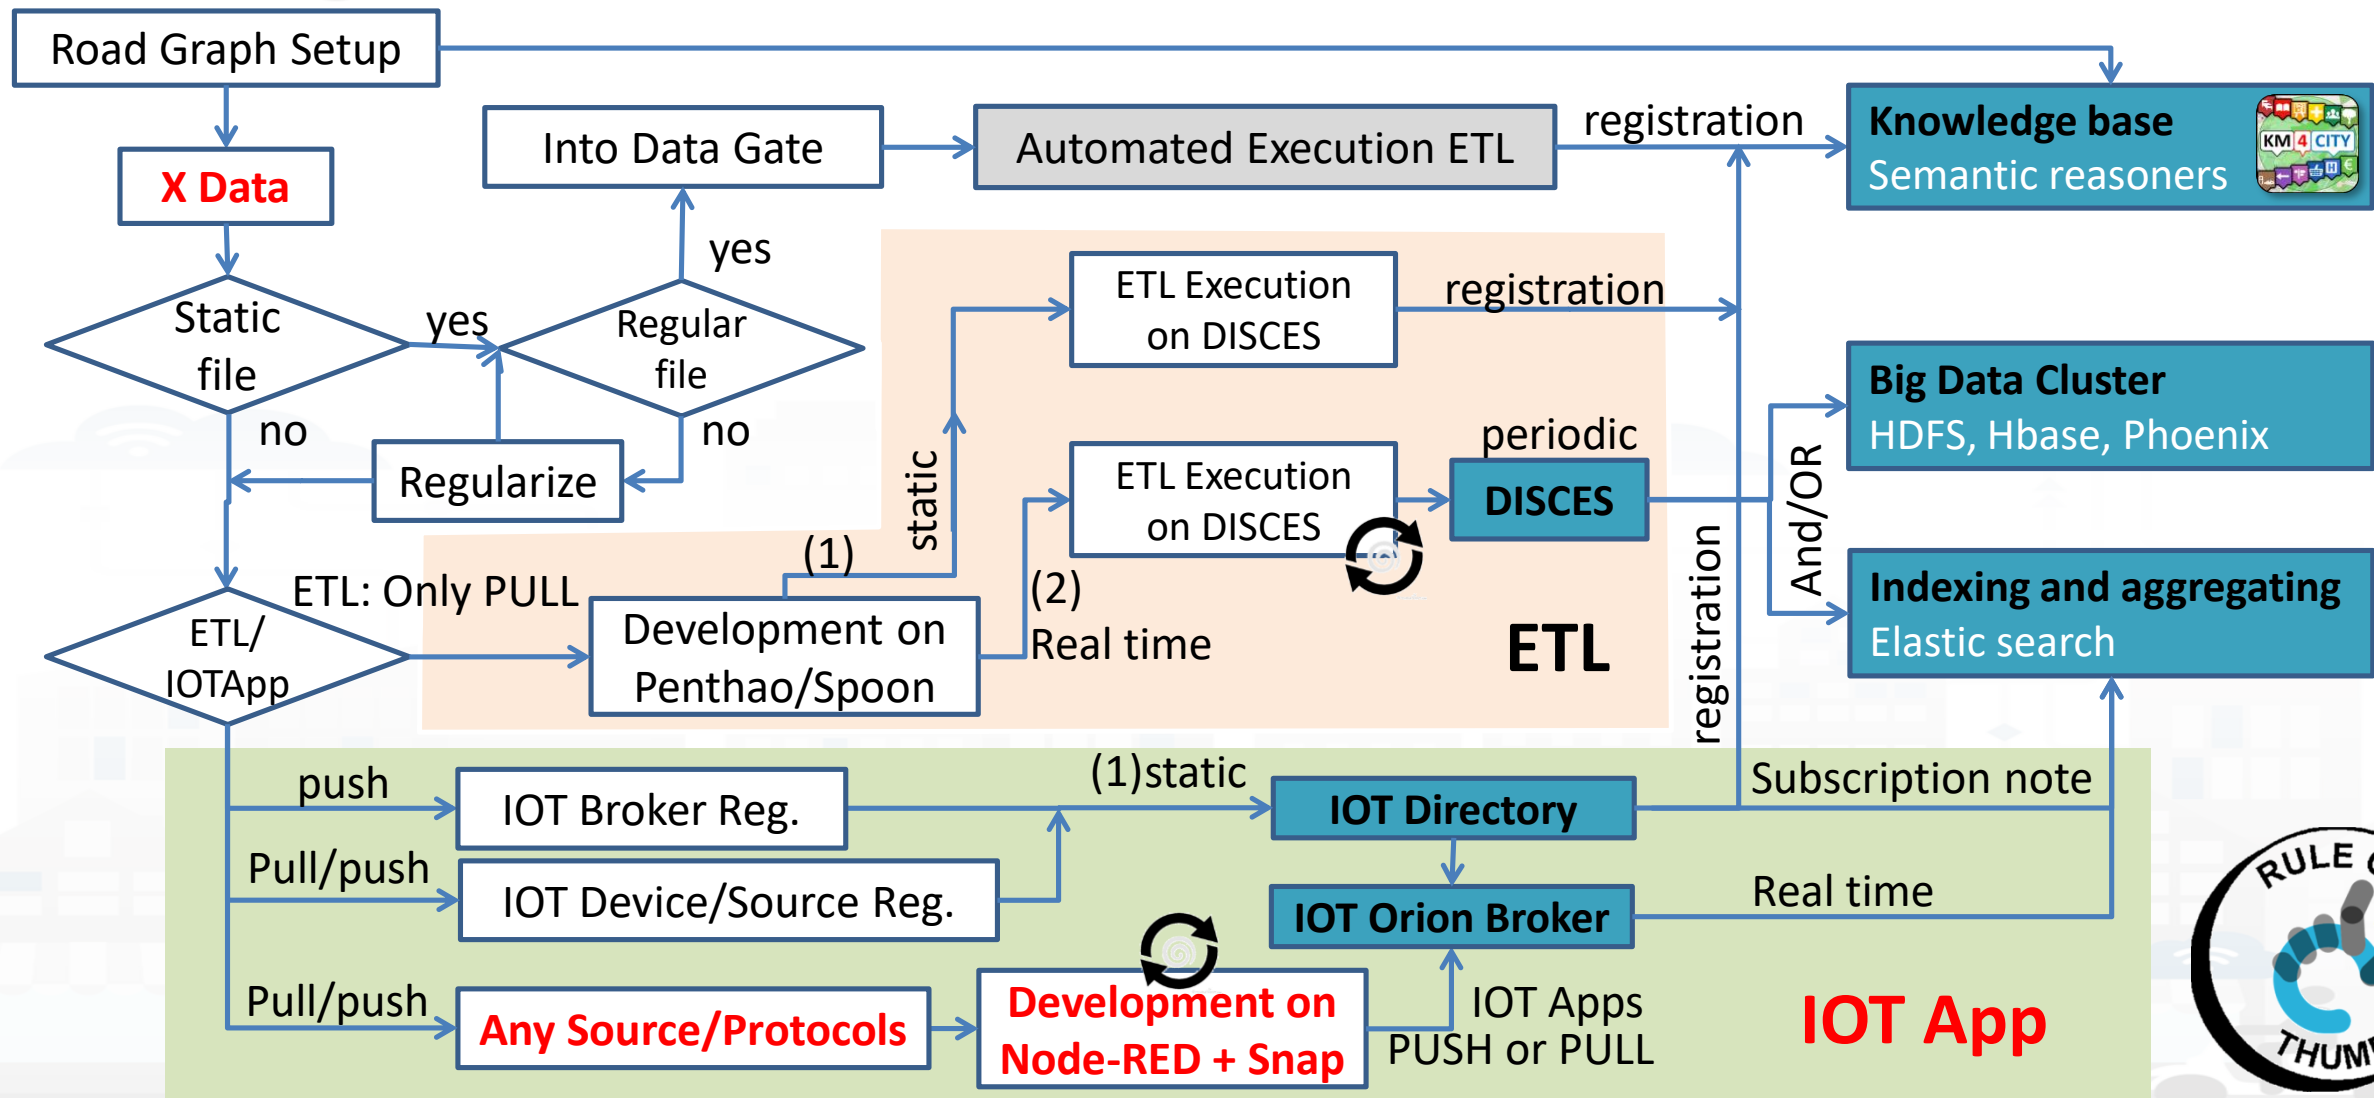 Road Graph Setup
X Data
Into Data Gate
Automated Execution ETL
registration
Knowledge base
Semantic reasoners
KM 4 CITY
Static
file
yes
Regular
file
yes
no
no
Regularize
ETL Execution
on DISCES
registration
static
ETL Execution
on DISCES
periodic
DISCES
And/OR
Big Data Cluster
HDFS, Hbase, Phoenix
Indexing and aggregating
Elastic search
ETL/
IOTApp
ETL: Only PULL
(1)
Development on
Penthao/Spoon
(2)
Real time
ETL
registration
push
IOT Broker Reg.
(1)static
IOT Directory
Subscription note
Pull/push
IOT Device/Source Reg.
IOT Orion Broker
Real time
Pull/push
Any Source/Protocols
Development on
Node-RED + Snap
IOT Apps
PUSH or PULL
IOT App
RULE
THUM